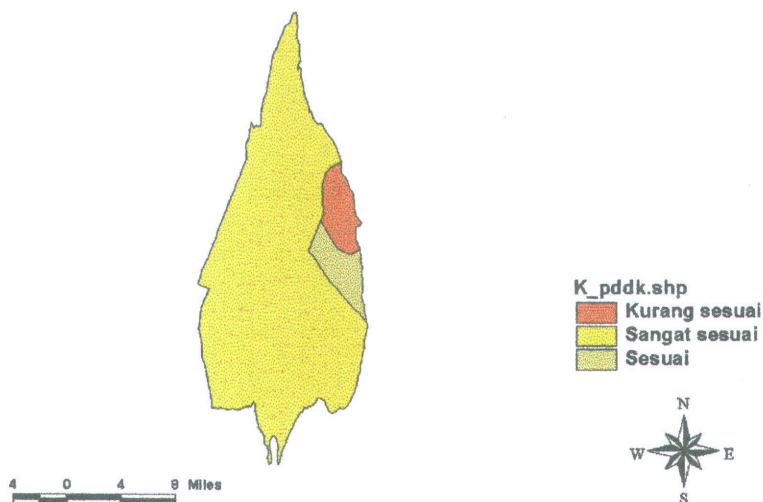 K_pddk.shp
Kurang sesuai
Sangat sesuai
Sesuai
N
W E
S
4 0 4 8 Miles